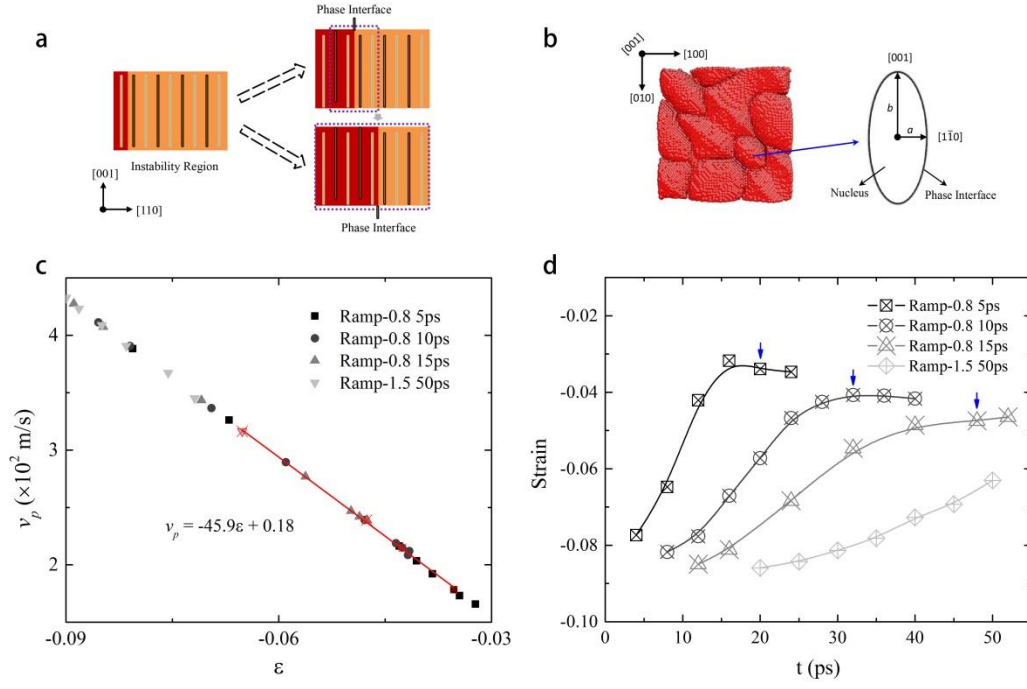 a
Phase Interface
Instability Region
[001]
[110]
Phase Interface
b
[001]
[100]
[010]
[001]
b
a
[11̄0]
Nucleus
Phase Interface
c
4
3
2
v_p (×10² m/s)
Ramp-0.8 5ps
Ramp-0.8 10ps
Ramp-0.8 15ps
Ramp-1.5 50ps
v_p = -45.9ε + 0.18
-0.09
-0.06
-0.03
ε
d
-0.02
-0.04
-0.06
-0.08
-0.10
Strain
Ramp-0.8 5ps
Ramp-0.8 10ps
Ramp-0.8 15ps
Ramp-1.5 50ps
0
10
20
30
40
50
t (ps)